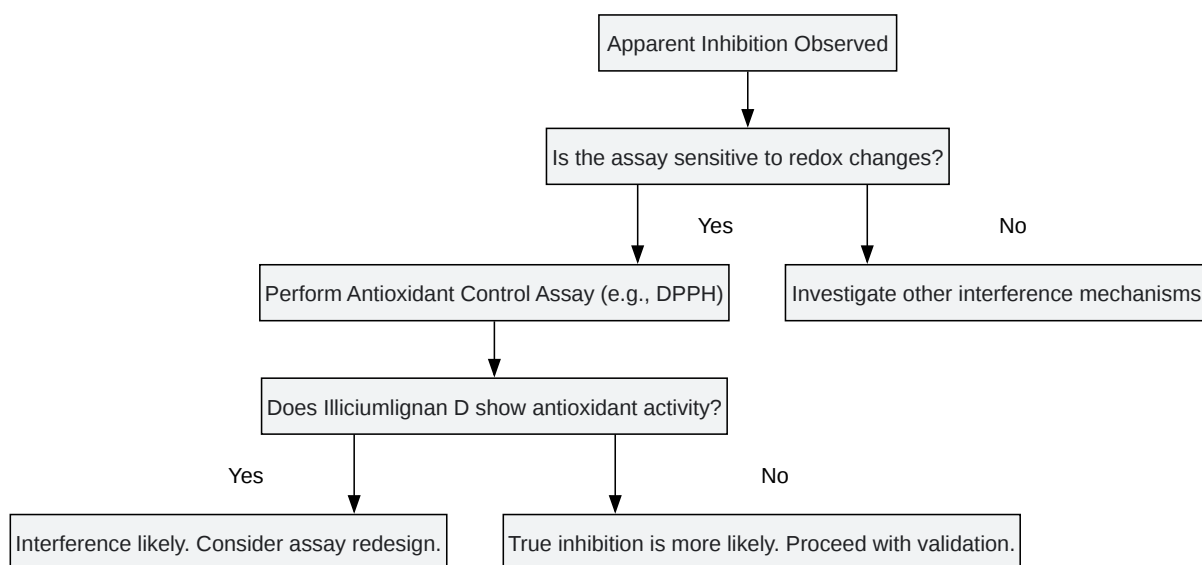 Apparent Inhibition Observed
Is the assay sensitive to redox changes?
Yes
No
Perform Antioxidant Control Assay (e.g., DPPH)
Investigate other interference mechanisms
Does Illiciumlignan D show antioxidant activity?
Yes
No
Interference likely. Consider assay redesign.
True inhibition is more likely. Proceed with validation.